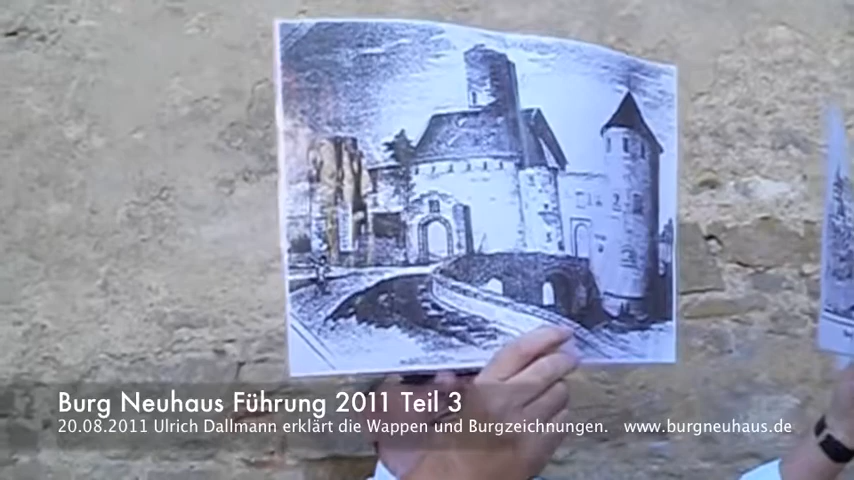 Burg Neuhaus Führung 2011 Teil 3
20.08.2011 Ulrich Dallmann erklärt die Wappen und Burgzeichnungen. www.burgneuhaus.de